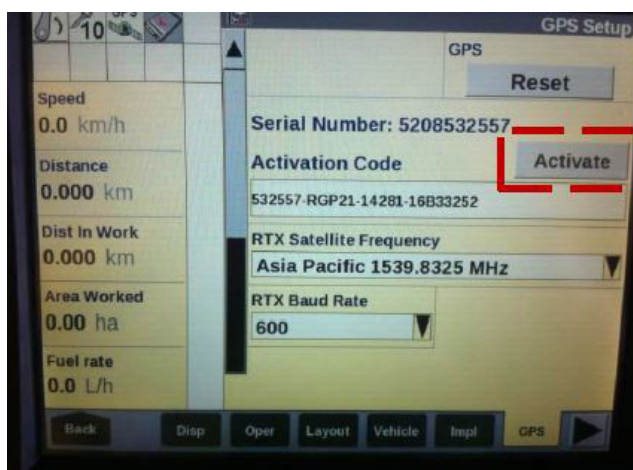 10
GPS
GPS Setup
GPS
Reset
Speed
0.0 km/h
Serial Number: 5208532557
Activation Code
Activate
Distance
0.000 km
532557-RGP21-14281-16B33252
Dist In Work
0.000 km
RTX Satellite Frequency
Asia Pacific 1539.8325 MHz
Area Worked
0.00 ha
RTX Baud Rate
600
Fuel rate
0.0 L/h
Back
Disp
Oper
Layout
Vehicle
Impl
GPS